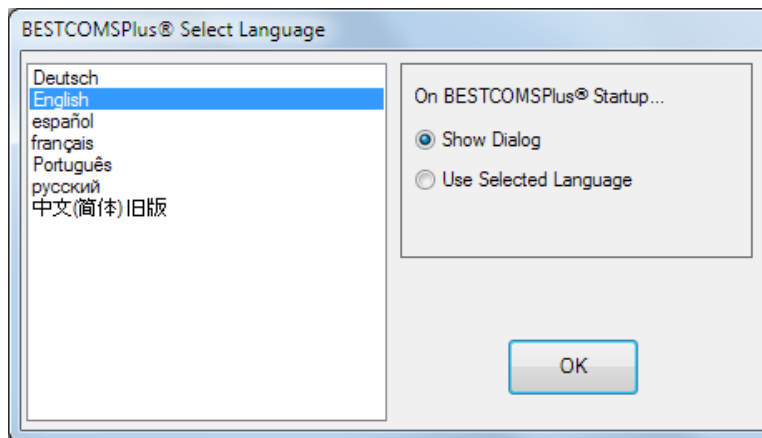 BESTCOMSPlus® Select Language
Deutsch
English
español
français
Português
русский
中文(简体)旧版
On BESTCOMSPlus® Startup...
Show Dialog
Use Selected Language
OK